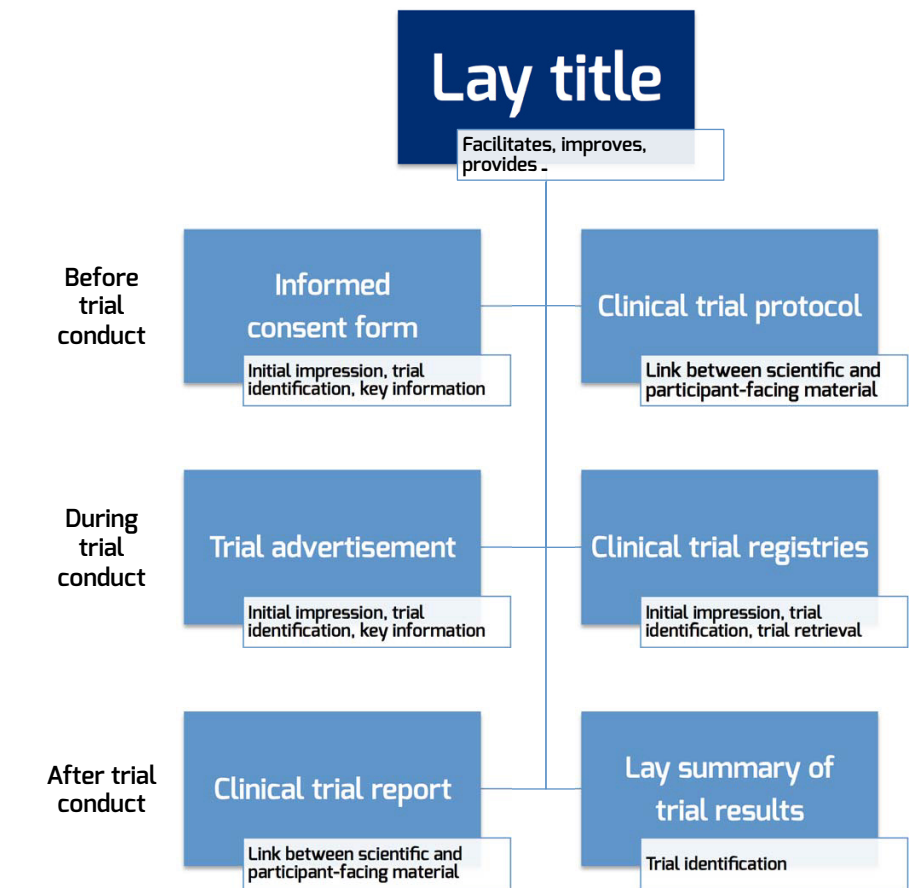 Lay title
Facilitates, improves,
provides ..
Before
trial
conduct
Informed
consent form
Initial impression, trial
identification, key information
Clinical trial protocol
Link between scientific and
participant-facing material
During
trial
conduct
Trial advertisement
Initial impression, trial
identification, key information
Clinical trial registries
Initial impression, trial
identification, trial retrieval
After trial
conduct
Clinical trial report
Link between scientific and
participant-facing material
Lay summary of
trial results
Trial identification